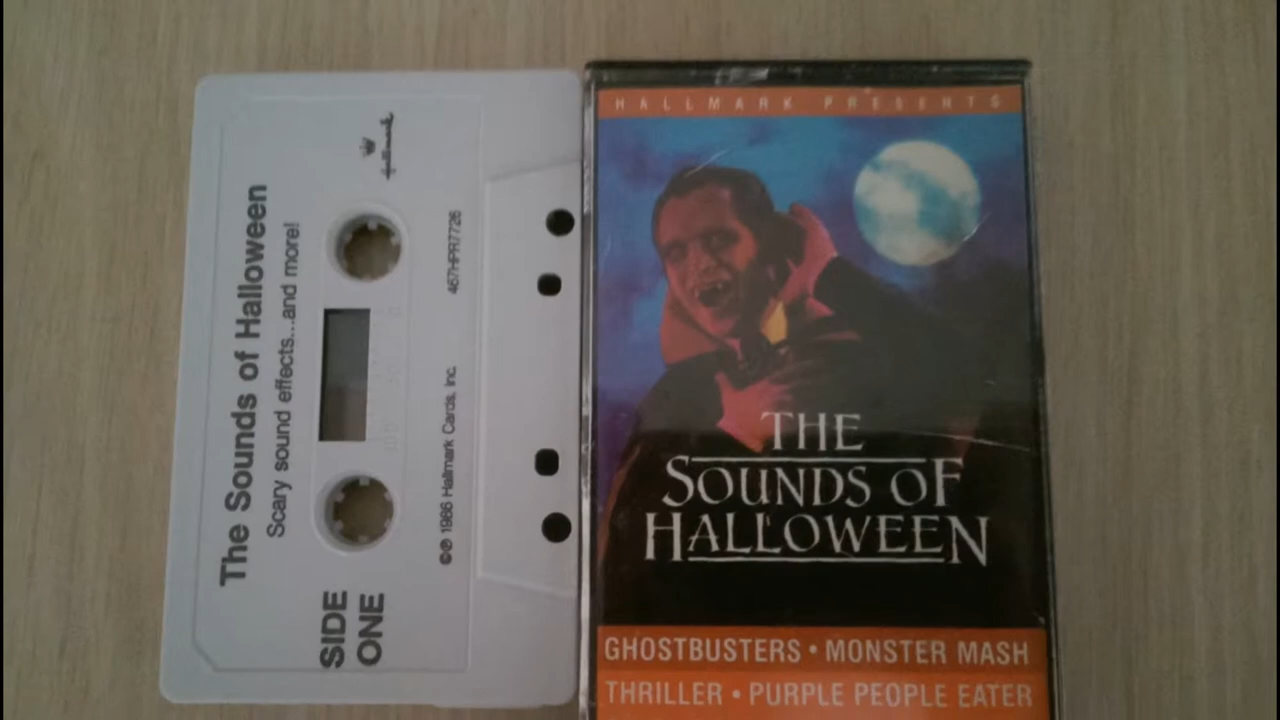 The Sounds of Halloween
Scary sound effects...and more!
SIDE
ONE
Hallmark
©℗ 1986 Hallmark Cards, Inc.
467HPR7726
HALLMARK PRESENTS
THE
SOUNDS OF
HALLOWEEN
GHOSTBUSTERS • MONSTER MASH
THRILLER • PURPLE PEOPLE EATER